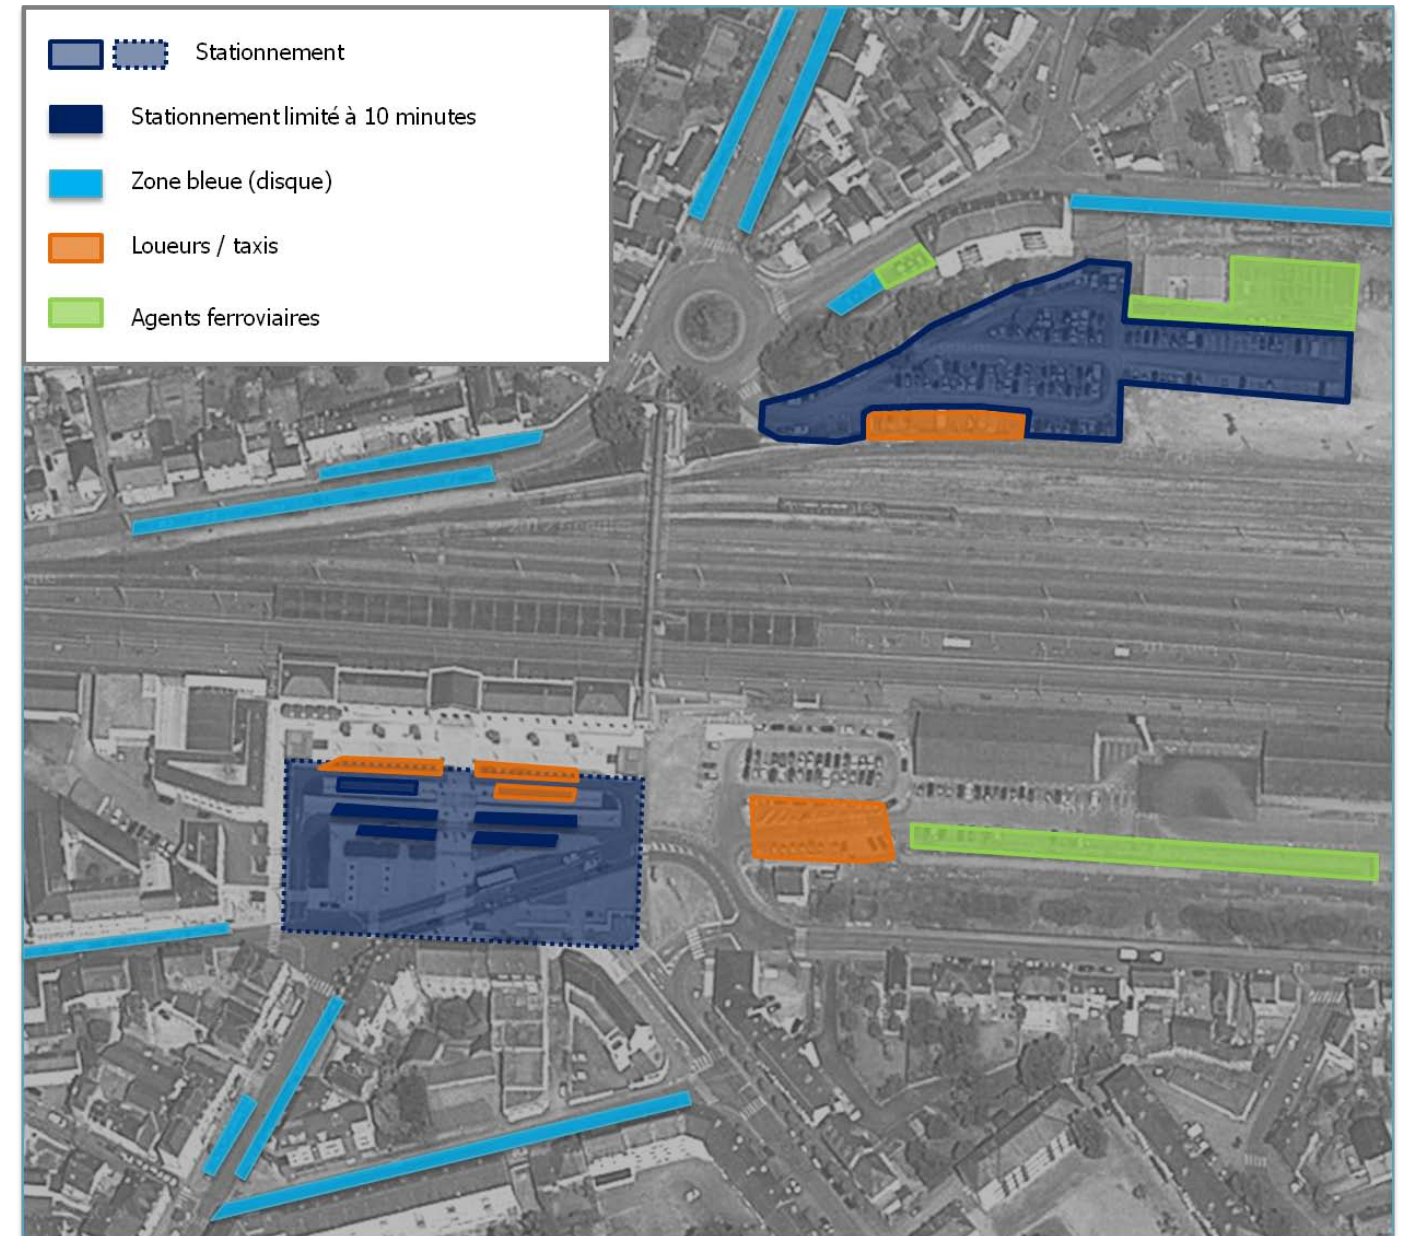 Stationnement
Stationnement limité à 10 minutes
Zone bleue (disque)
Loueurs / taxis
Agents ferroviaires